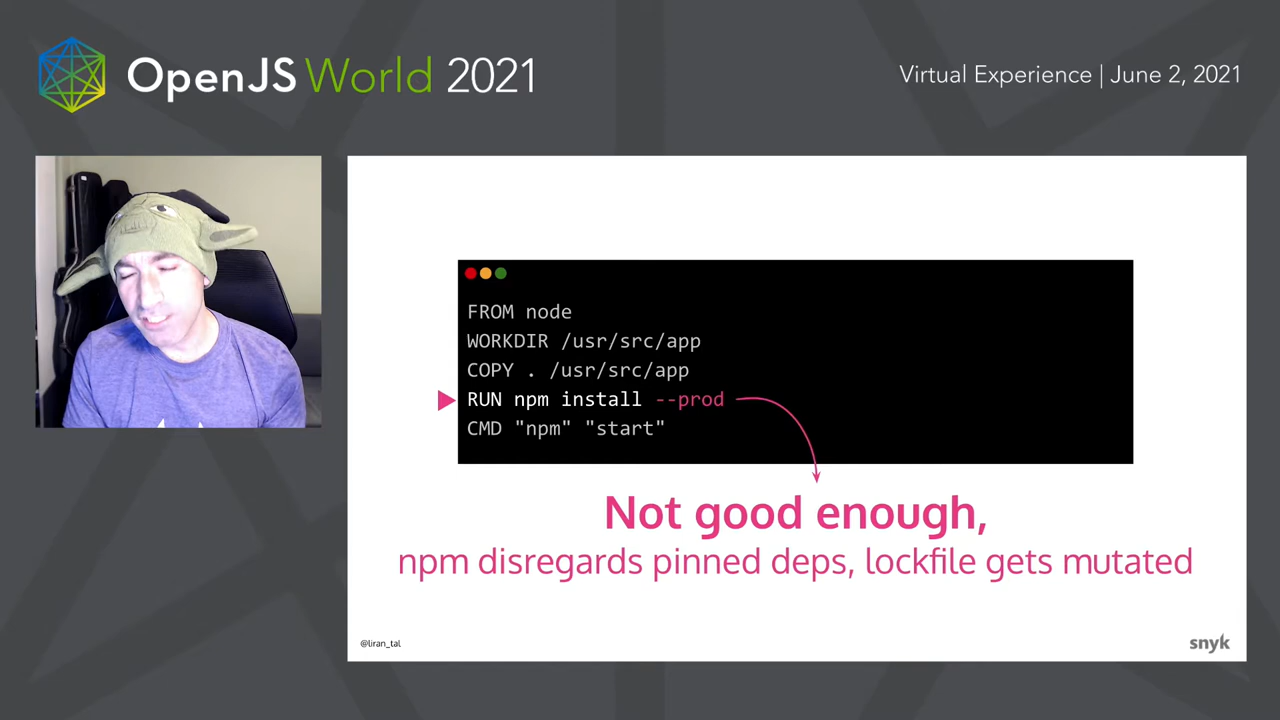 OpenJS World 2021
Virtual Experience | June 2, 2021
FROM node
WORKDIR /usr/src/app
COPY . /usr/src/app
RUN npm install --prod
CMD "npm" "start"
Not good enough,
npm disregards pinned deps, lockfile gets mutated
@liran_tal
snyk